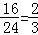 16/24 = 2/3